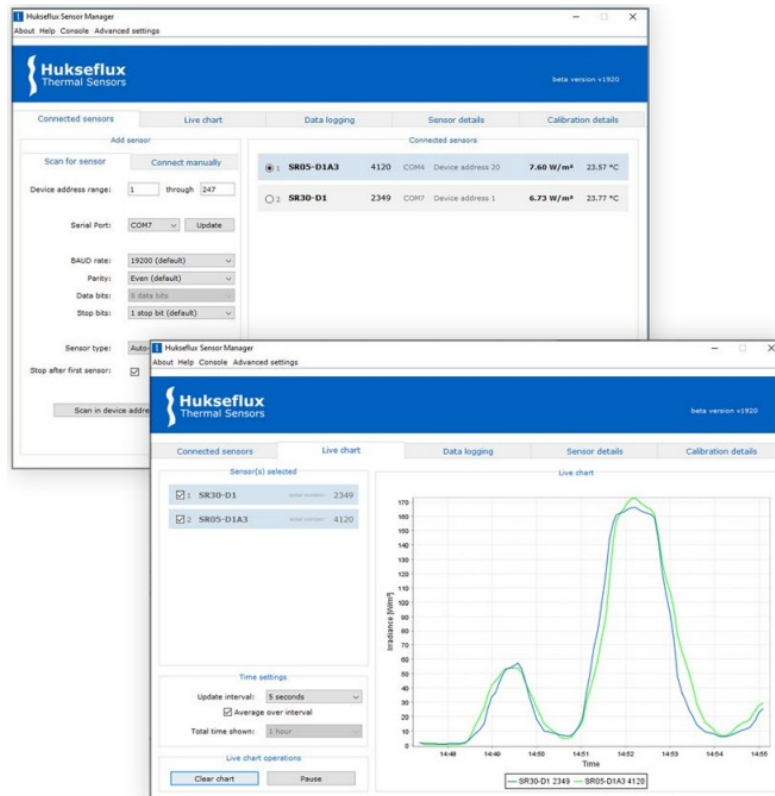 Hukseflux Sensor Manager
About Help Console Advanced settings
Hukseflux
Thermal Sensors
beta version v1920
Connected sensors Live chart Data logging Sensor details Calibration details
Add sensor
Connected sensors
Scan for sensor Connect manually
1 SR05-D1A3 4120 COM4 Device address 20 7.60 W/m² 23.57 °C
Device address range: 1 through 247
2 SR30-D1 2349 COM7 Device address 1 6.73 W/m² 23.77 °C
Serial Port: COM7 Update
BAUD rate: 19200 (default)
Parity: Even (default)
Data bits: 8 data bits
Stop bits: 1 stop bit (default)
Sensor type: Auto-
Stop after first sensor:
Scan in device addre
Hukseflux Sensor Manager
About Help Console Advanced settings
Hukseflux
Thermal Sensors
beta version v1920
Connected sensors Live chart Data logging Sensor details Calibration details
Sensor(s) selected
1 SR30-D1 serial number: 2349
2 SR05-D1A3 serial number: 4120
Time settings
Update interval: 5 seconds
Average over interval
Total time shown: 1 hour
Live chart operations
Clear chart Pause
Live chart
170
160
150
140
130
120
110
100
90
80
70
60
50
40
30
20
10
0
Irradiance [W/m²]
14:48 14:49 14:50 14:51 14:52 14:53 14:54 14:55
Time
SR30-D1 2349 SR05-D1A3 4120